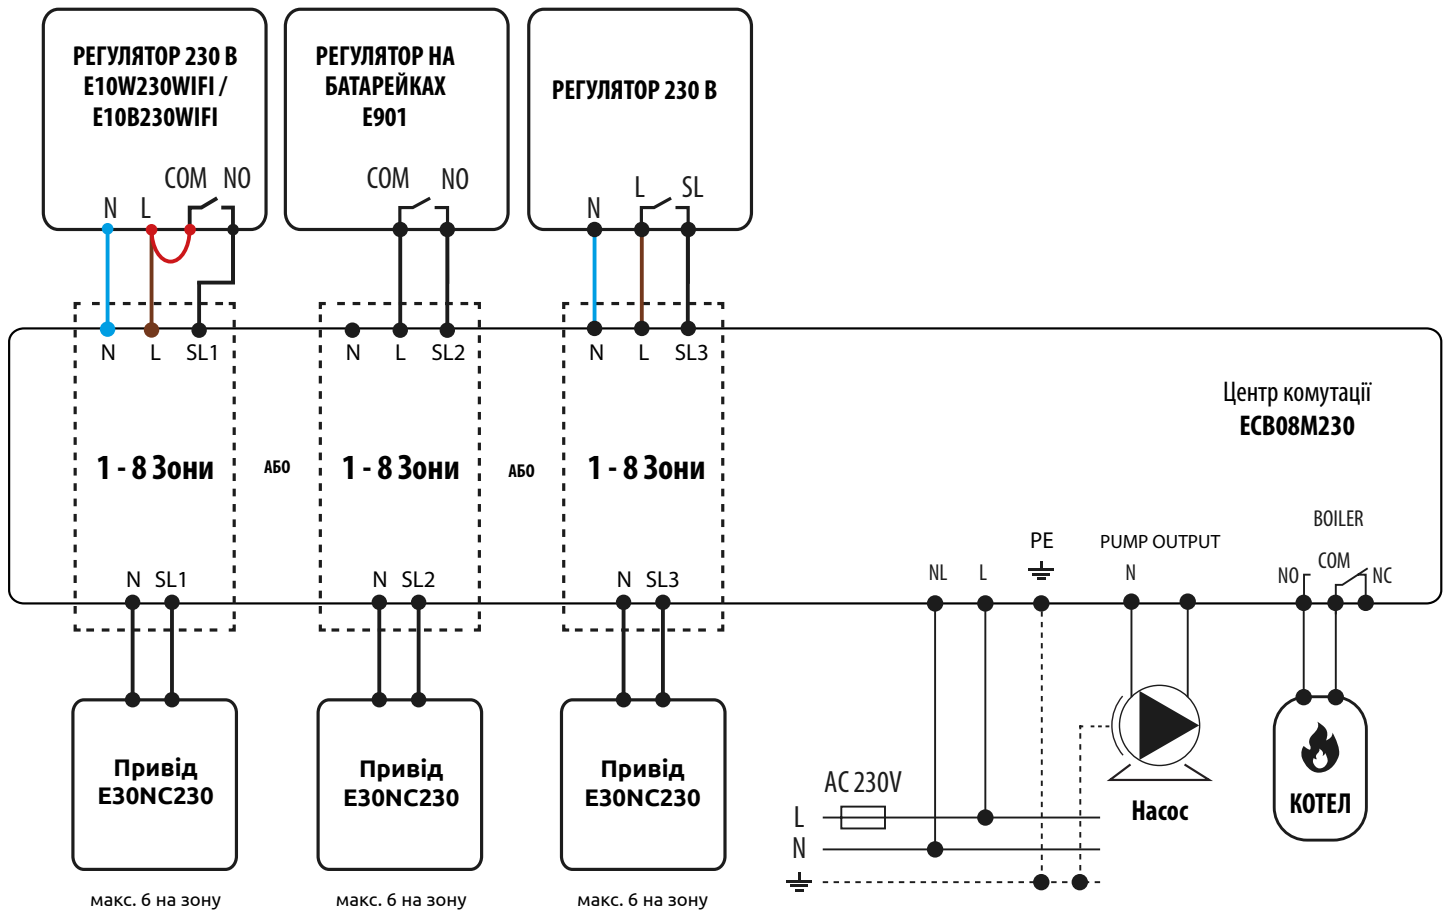 РЕГУЛЯТОР 230 В
E10W230WIFI /
E10B230WIFI
COM NO
N L
РЕГУЛЯТОР НА
БАТАРЕЙКАХ
E901
COM NO
РЕГУЛЯТОР 230 В
N L SL
N L SL1
N L SL2
N L SL3
1 - 8 Зони
АБО
1 - 8 Зони
АБО
1 - 8 Зони
Центр комутації
ECB08M230
N SL1
N SL2
N SL3
NL
L
PE
PUMP OUTPUT
N
BOILER
NO COM NC
Привід
E30NC230
Привід
E30NC230
Привід
E30NC230
макс. 6 на зону
макс. 6 на зону
макс. 6 на зону
AC 230V
L
N
Насос
КОТЕЛ